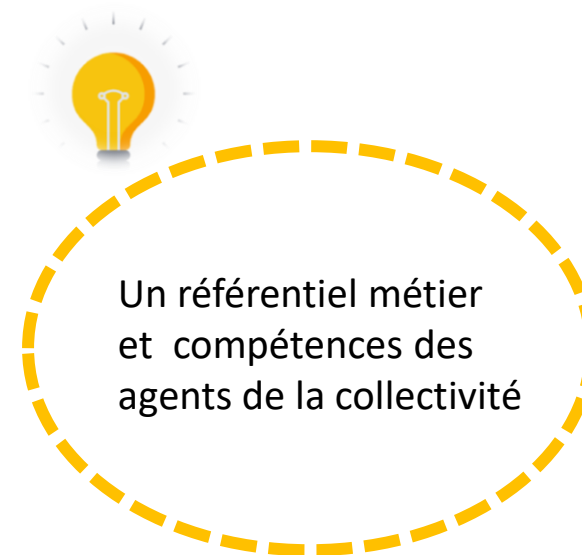 Un référentiel métier
et  compétences des
agents de la collectivité